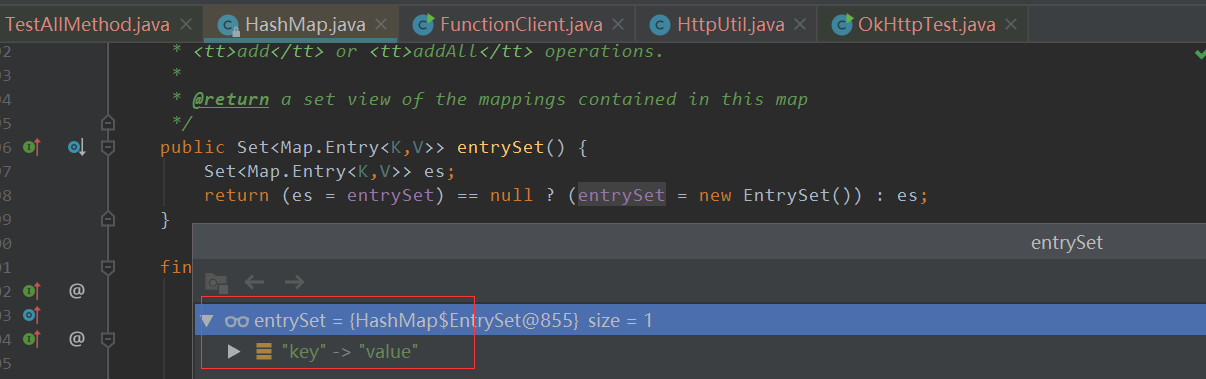 TestAllMethod.java HashMap.java FunctionClient.java HttpUtil.java OkHttpTest.java
02 * <tt>add</tt> or <tt>addAll</tt> operations.
03 *
04 * @return a set view of the mappings contained in this map
05 */
06 public Set<Map.Entry<K,V>> entrySet() {
07 Set<Map.Entry<K,V>> es;
08 return (es = entrySet) == null ? (entrySet = new EntrySet()) : es;
09 }
00 entrySet
01 fin
02 @
03 entrySet = {HashMap$EntrySet@855} size = 1
04 @ "key" -> "value"
05